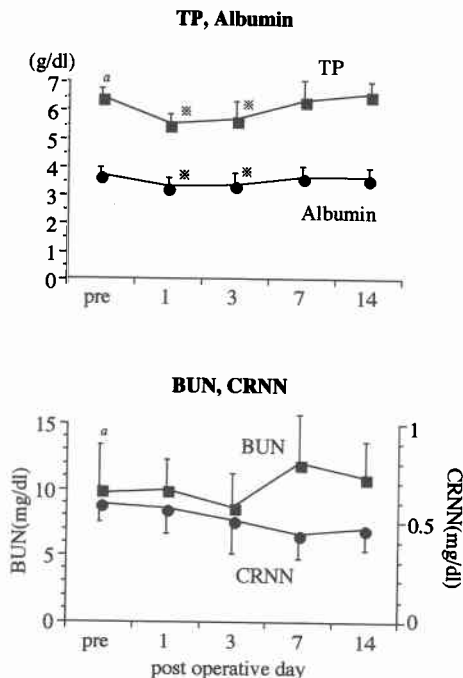 TP, Albumin
(g/dl)
7
6
5
4
3
2
1
0
a
※
※
TP
※
※
Albumin
pre 1 3 7 14
BUN, CRNN
BUN(mg/dl)
15
10
5
0
a
BUN
CRNN
1
0.5
0
CRNN(mg/dl)
pre 1 3 7 14
post operative day